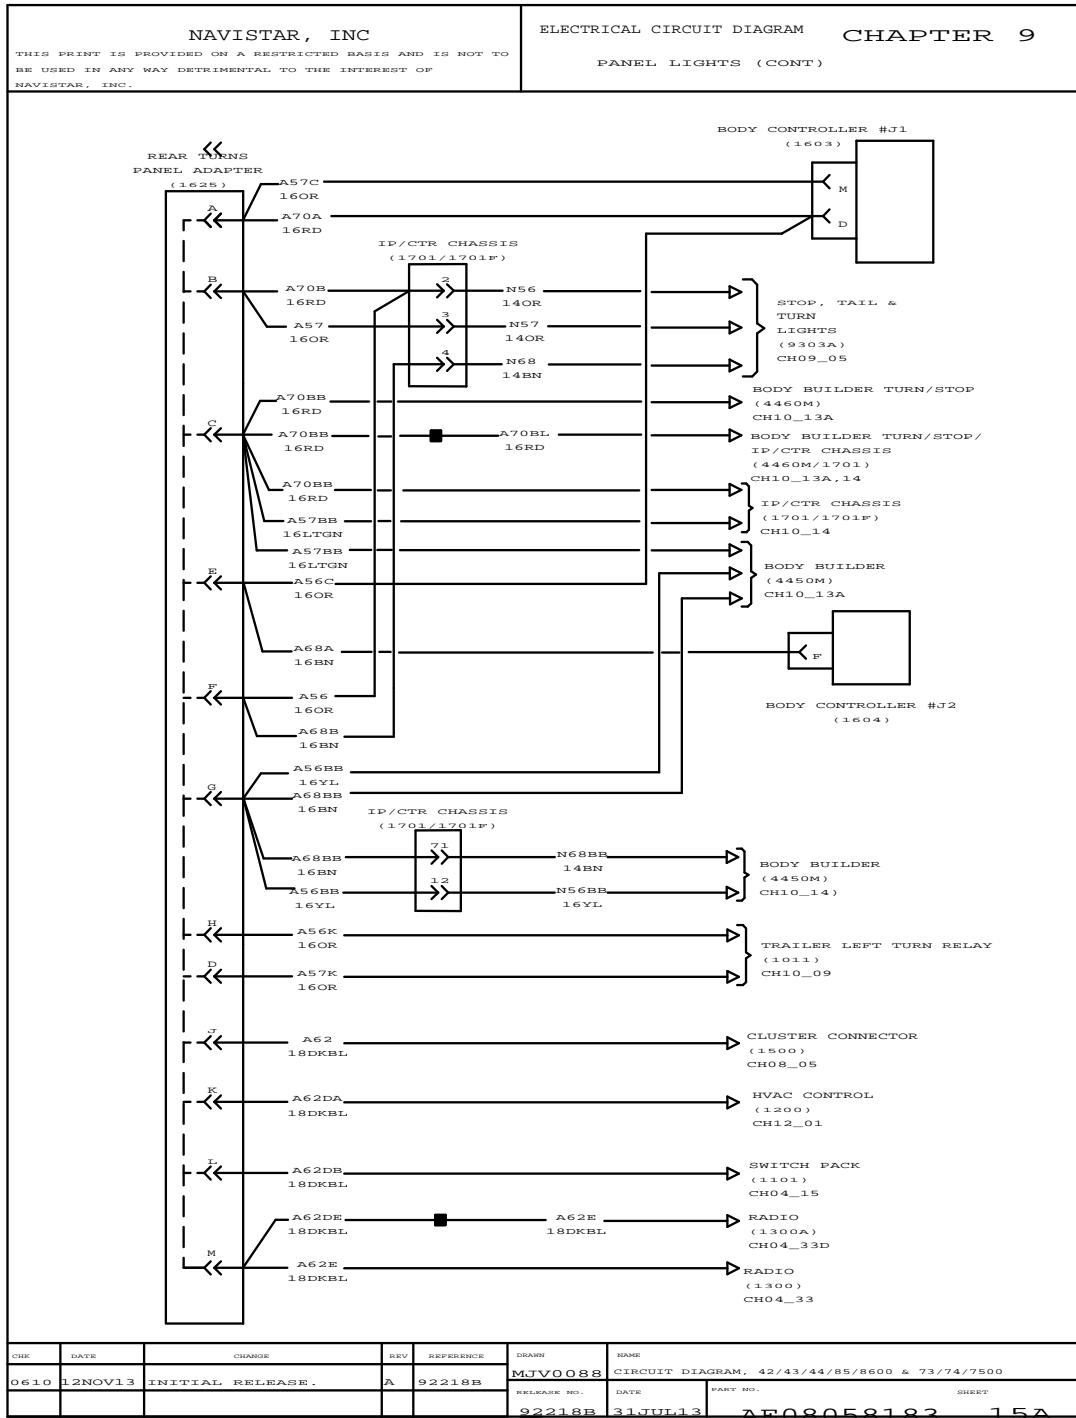 NAVISTAR, INC
THIS PRINT IS PROVIDED ON A RESTRICTED BASIS AND IS NOT TO
BE USED IN ANY WAY DETRIMENTAL TO THE INTEREST OF
NAVISTAR, INC.
ELECTRICAL CIRCUIT DIAGRAM
CHAPTER 9
PANEL LIGHTS (CONT)
BODY CONTROLLER #J1
(1603)
M
D
REAR TURNS
PANEL ADAPTER
(1625)
A
A57C
16OR
A70A
16RD
IP/CTR CHASSIS
(1701/1701F)
B
A70B
16RD
2
N56
14OR
A57
16OR
3
N57
14OR
4
N68
14BN
STOP, TAIL &
TURN
LIGHTS
(9303A)
CH09_05
C
A70BB
16RD
BODY BUILDER TURN/STOP
(4460M)
CH10_13A
A70BB
16RD
A70BL
16RD
BODY BUILDER TURN/STOP/
IP/CTR CHASSIS
(4460M/1701)
CH10_13A,14
A70BB
16RD
A57BB
16LTGN
IP/CTR CHASSIS
(1701/1701F)
CH10_14
A57BB
16LTGN
BODY BUILDER
(4450M)
CH10_13A
E
A56C
16OR
A68A
16BN
F
BODY CONTROLLER #J2
(1604)
F
A56
16OR
A68B
16BN
G
A56BB
16YL
A68BB
16BN
IP/CTR CHASSIS
(1701/1701F)
A68BB
16BN
71
N68BB
14BN
A56BB
16YL
12
N56BB
16YL
BODY BUILDER
(4450M)
CH10_14)
H
A56K
16OR
D
A57K
16OR
TRAILER LEFT TURN RELAY
(1011)
CH10_09
J
A62
18DKBL
CLUSTER CONNECTOR
(1500)
CH08_05
K
A62DA
18DKBL
HVAC CONTROL
(1200)
CH12_01
L
A62DB
18DKBL
SWITCH PACK
(1101)
CH04_15
A62DE
18DKBL
A62E
18DKBL
RADIO
(1300A)
CH04_33D
M
A62E
18DKBL
RADIO
(1300)
CH04_33
CHK DATE CHANGE REV REFERENCE
0610 12NOV13 INITIAL RELEASE. A 92218B
DRAWN
MJV0088
NAME
CIRCUIT DIAGRAM, 42/43/44/85/8600 & 73/74/7500
RELEASE NO.
92218B
DATE
31JUL13
PART NO.
AE08058183
SHEET
15A